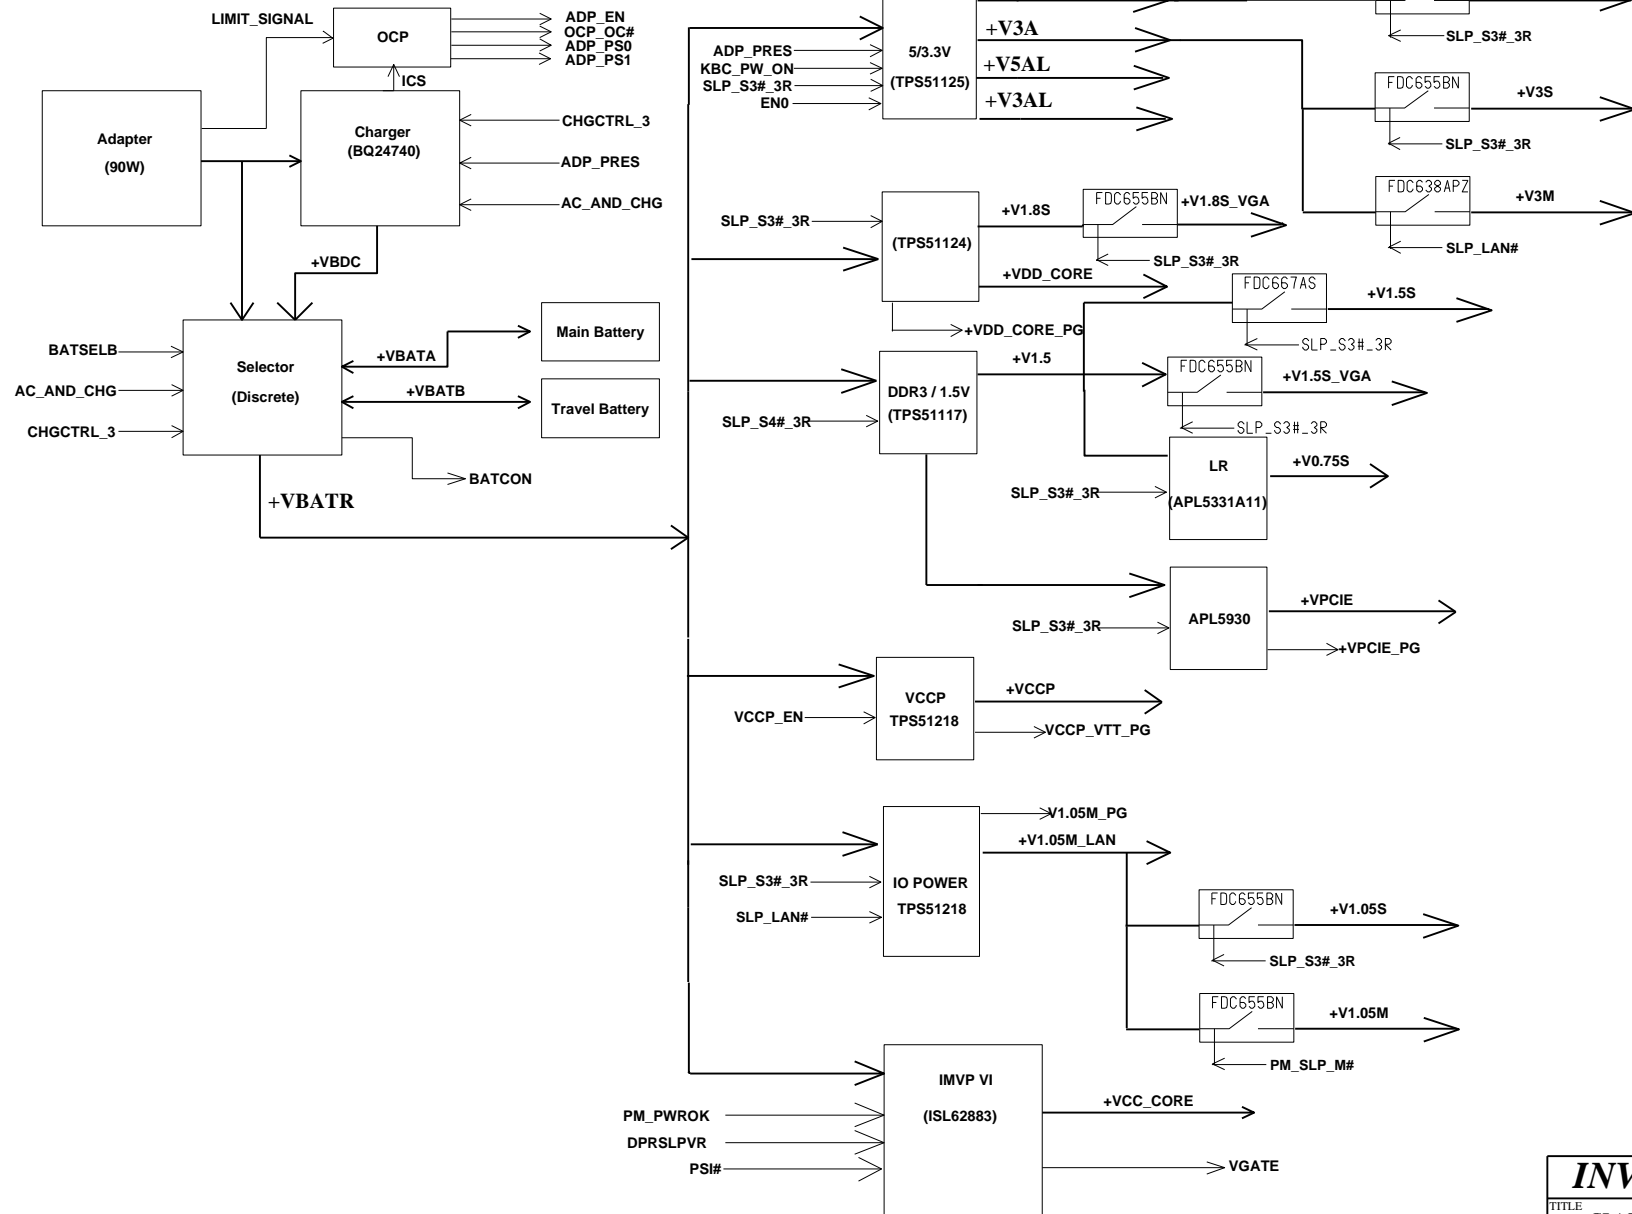 LIMIT_SIGNAL
OCP
ADP_EN
OCP_OC#
ADP_PS0
ADP_PS1
ICS
Adapter
(90W)
Charger
(BQ24740)
CHGCTRL_3
ADP_PRES
AC_AND_CHG
+VBDC
BATSELB
AC_AND_CHG
CHGCTRL_3
Selector
(Discrete)
+VBATA
+VBATB
Main Battery
Travel Battery
BATCON
+VBATR
ADP_PRES
KBC_PW_ON
SLP_S3#_3R
EN0
5/3.3V
(TPS51125)
+V3A
+V5AL
+V3AL
SLP_S3#_3R
FDC655BN
+V3S
SLP_S3#_3R
FDC638APZ
+V3M
SLP_LAN#
SLP_S3#_3R
(TPS51124)
+V1.8S
FDC655BN
+V1.8S_VGA
SLP_S3#_3R
+VDD_CORE
+VDD_CORE_PG
FDC667AS
+V1.5S
SLP_S3#_3R
DDR3 / 1.5V
(TPS51117)
SLP_S4#_3R
+V1.5
FDC655BN
+V1.5S_VGA
SLP_S3#_3R
LR
(APL5331A11)
SLP_S3#_3R
+V0.75S
APL5930
SLP_S3#_3R
+VPCIE
+VPCIE_PG
VCCP
TPS51218
VCCP_EN
+VCCP
VCCP_VTT_PG
IO POWER
TPS51218
SLP_S3#_3R
SLP_LAN#
V1.05M_PG
+V1.05M_LAN
FDC655BN
+V1.05S
SLP_S3#_3R
FDC655BN
+V1.05M
PM_SLP_M#
IMVP VI
(ISL62883)
PM_PWROK
DPRSLPVR
PSI#
+VCC_CORE
VGATE
INV
TITLE